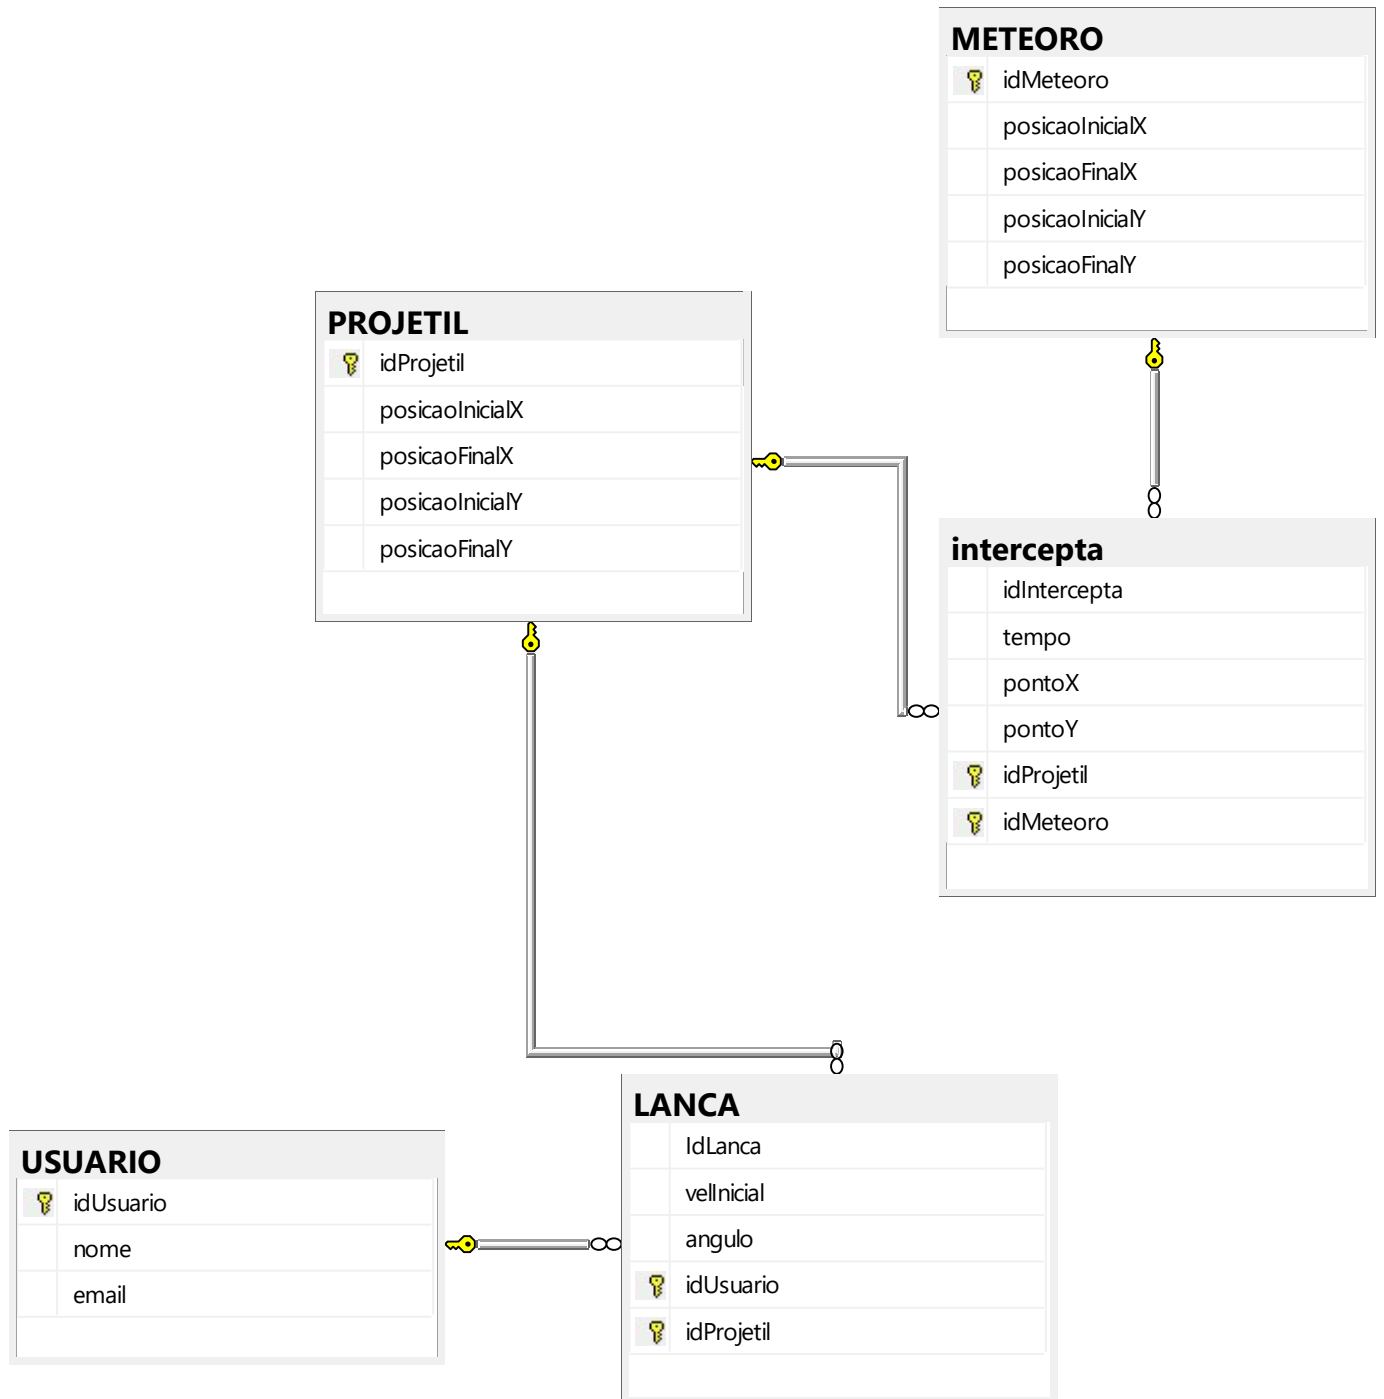 METEORO
idMeteoro
posicaoInicialX
posicaoFinalX
posicaoInicialY
posicaoFinalY
PROJETIL
idProjetil
posicaoInicialX
posicaoFinalX
posicaoInicialY
posicaoFinalY
intercepta
idIntercepta
tempo
pontoX
pontoY
idProjetil
idMeteoro
LANCA
IdLanca
velInicial
angulo
idUsuario
idProjetil
USUARIO
idUsuario
nome
email